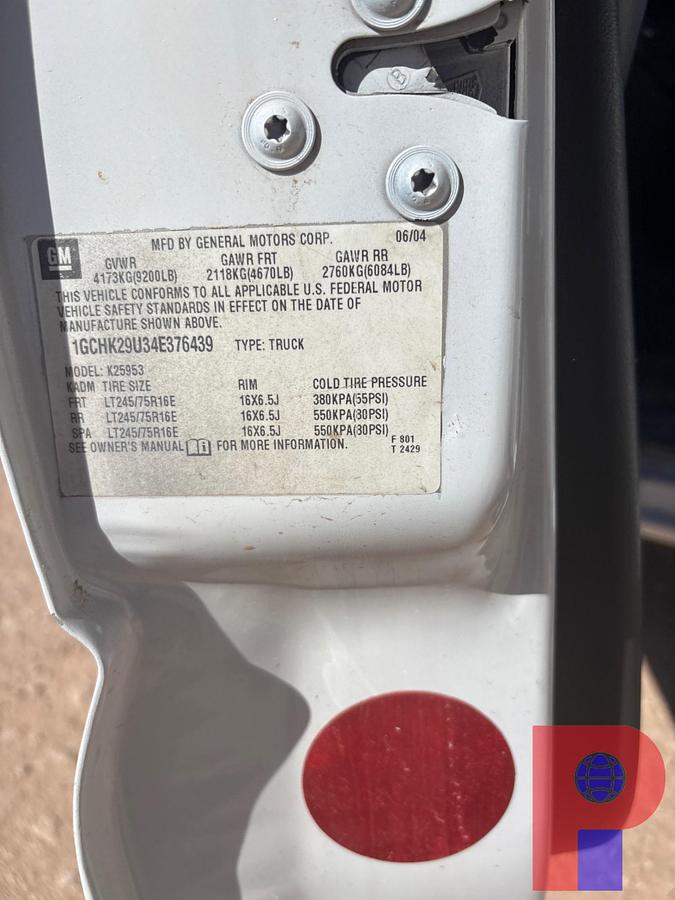 GM
MFD BY GENERAL MOTORS CORP. 06/04
GVWR GAWR FRT GAWR RR
4173KG(9200LB) 2118KG(4670LB) 2760KG(6084LB)
THIS VEHICLE CONFORMS TO ALL APPLICABLE U.S. FEDERAL MOTOR
VEHICLE SAFETY STANDARDS IN EFFECT ON THE DATE OF
MANUFACTURE SHOWN ABOVE.
1GCHK29U34E376439 TYPE: TRUCK
MODEL: K25953
KADM TIRE SIZE RIM COLD TIRE PRESSURE
FRT LT245/75R16E 16X6.5J 380KPA(55PSI)
RR LT245/75R16E 16X6.5J 550KPA(80PSI)
SPA LT245/75R16E 16X6.5J 550KPA(80PSI)
SEE OWNER'S MANUAL FOR MORE INFORMATION.
F 801
T 2429
P